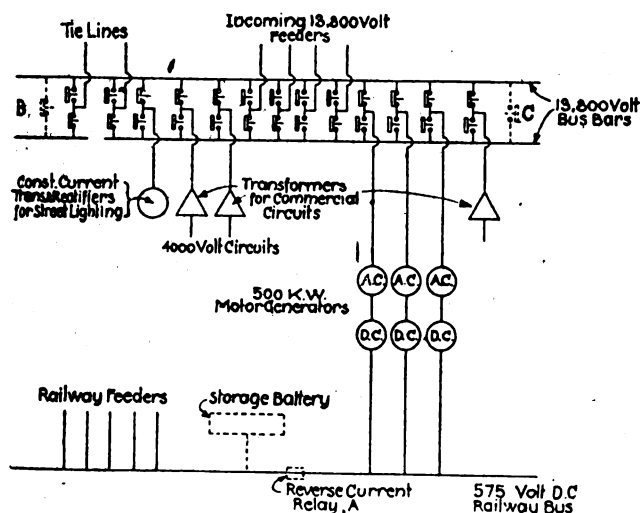 Tie Lines
Incoming 13,800 Volt
Feeders
B
C
13,800 Volt
Bus Bars
Const. Current
Trans & Rectifiers
for Street Lighting
Transformers
for Commercial
Circuits
4000 Volt Circuits
500 K.W.
Motor Generators
A.C. A.C. A.C.
D.C. D.C. D.C.
Railway Feeders
Storage Battery
Reverse Current
Relay, A
575 Volt D.C
Railway Bus